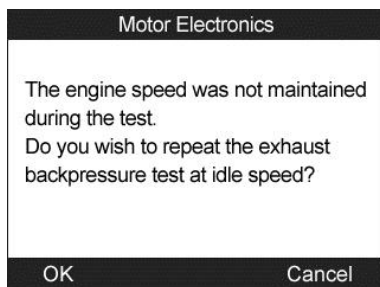 Motor Electronics
The engine speed was not maintained
during the test.
Do you wish to repeat the exhaust
backpressure test at idle speed?
OK Cancel